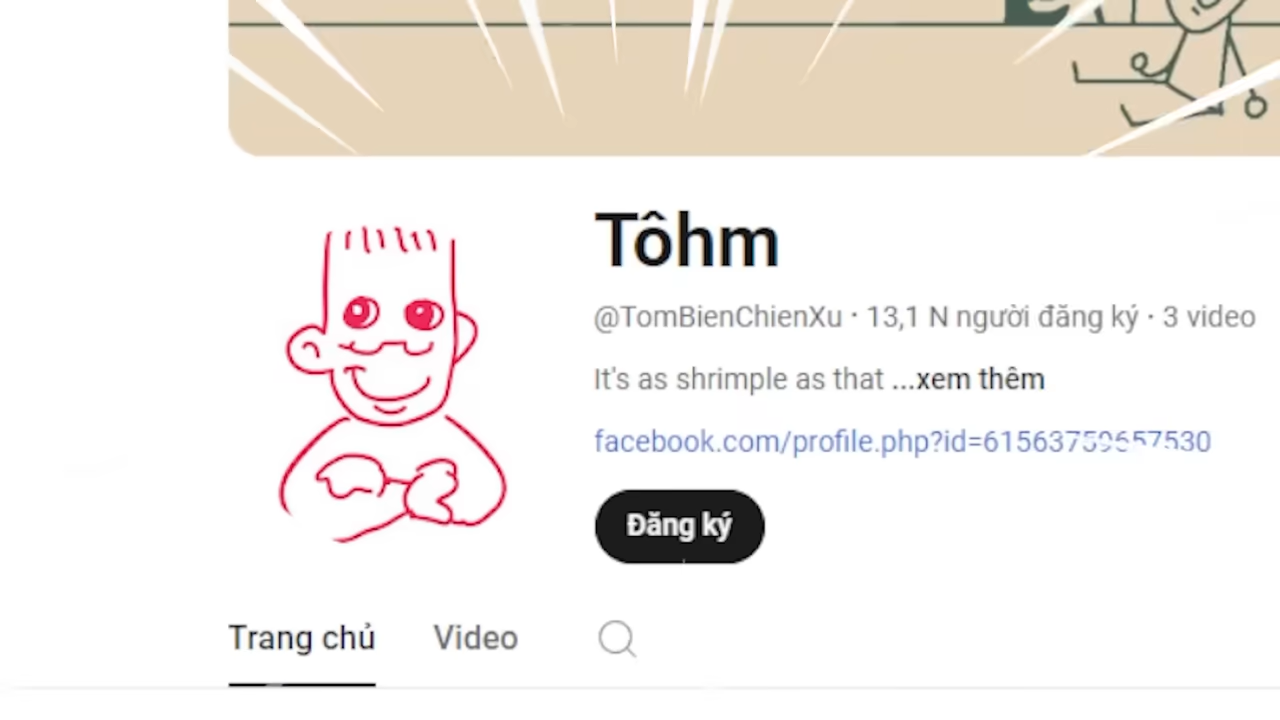 Tôhm
@TomBienChienXu · 13,1 N người đăng ký · 3 video
It's as shrimple as that ...xem thêm
facebook.com/profile.php?id=61563759657530
Đăng ký
Trang chủ Video